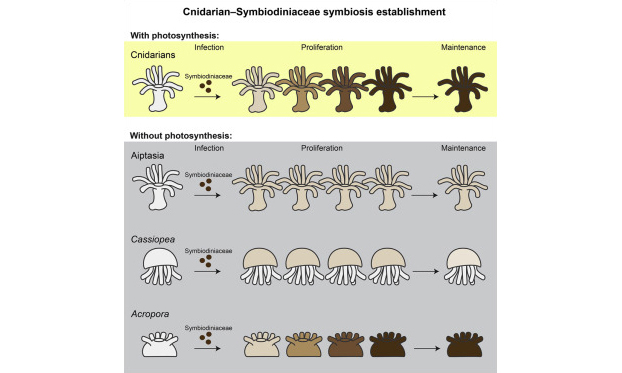 Cnidarian–Symbiodiniaceae symbiosis establishment
With photosynthesis:
Infection Proliferation Maintenance
Cnidarians
Symbiodiniaceae
Without photosynthesis:
Infection Proliferation Maintenance
Aiptasia
Symbiodiniaceae
Cassiopea
Symbiodiniaceae
Acropora
Symbiodiniaceae